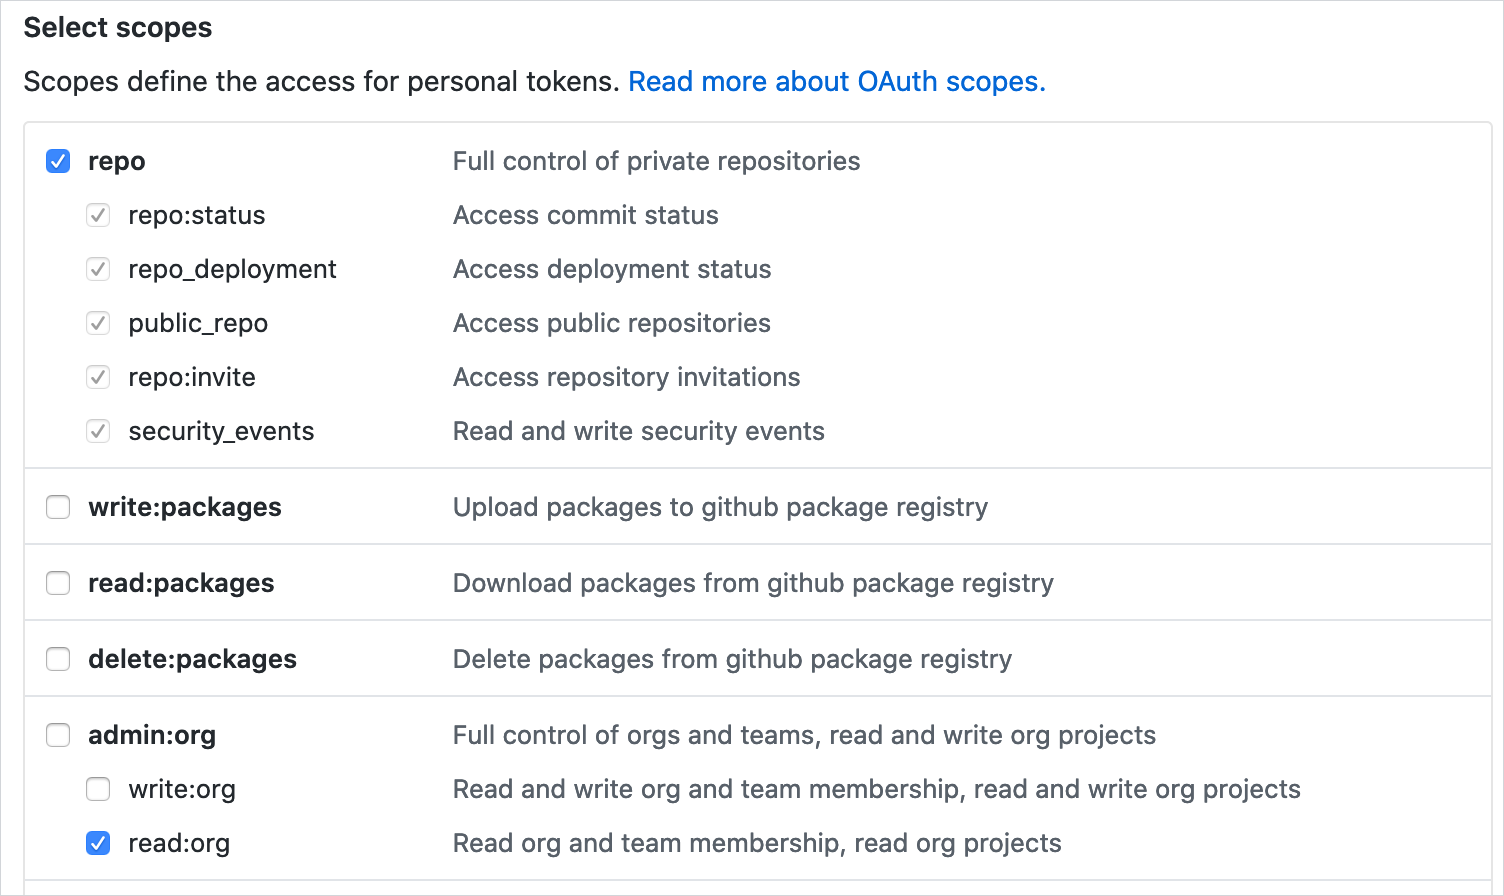 Select scopes
Scopes define the access for personal tokens. Read more about OAuth scopes.
repo Full control of private repositories
repo:status Access commit status
repo_deployment Access deployment status
public_repo Access public repositories
repo:invite Access repository invitations
security_events Read and write security events
write:packages Upload packages to github package registry
read:packages Download packages from github package registry
delete:packages Delete packages from github package registry
admin:org Full control of orgs and teams, read and write org projects
write:org Read and write org and team membership, read and write org projects
read:org Read org and team membership, read org projects